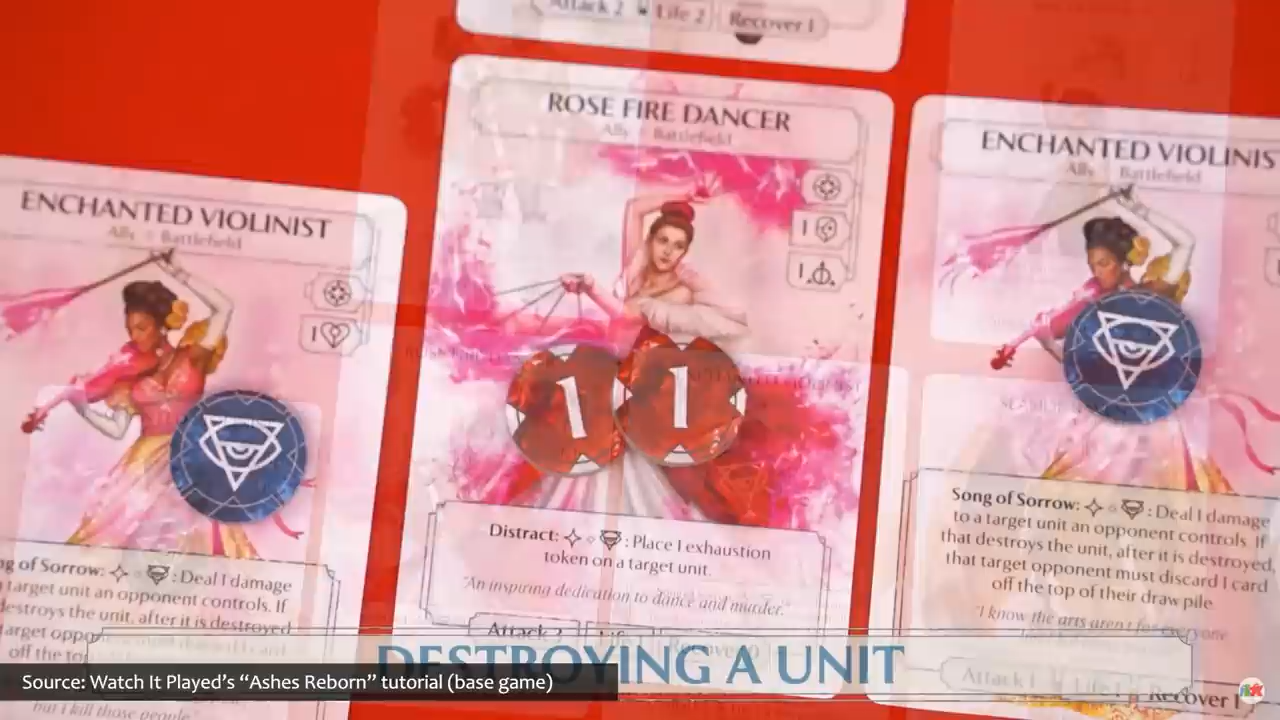 Attack 2 Life 2 Recover 1
ROSE FIRE DANCER
Ally Battlefield
1
1
1 1
Distract: : Place 1 exhaustion
token on a target unit.
"An inspiring dedication to dance and murder."
Attack 2 Life 1 Recover 0
ENCHANTED VIOLINIST
Ally Battlefield
1
ng of Sorrow: : Deal 1 damage
target unit an opponent controls. If
destroys the unit, after it is destroyed
off the to
but I kill those people."
ENCHANTED VIOLINIS
Ally Battlefield
Song of Sorrow: : Deal 1 damage
to a target unit an opponent controls. If
that destroys the unit, after it is destroyed,
that target opponent must discard 1 card
off the top of their draw pile
"I know the arts aren't for everyone
Attack 1 Life 1 Recover 1
DESTROYING A UNIT
Source: Watch It Played's "Ashes Reborn" tutorial (base game)